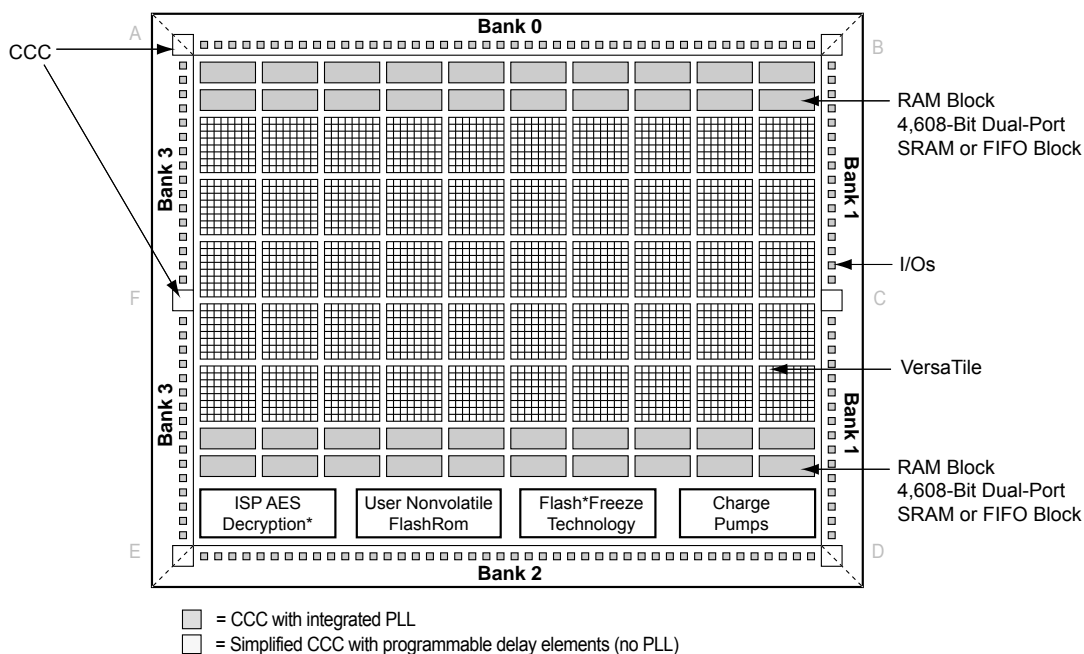 Bank 0
A
B
CCC
RAM Block
4,608-Bit Dual-Port
SRAM or FIFO Block
Bank 3
Bank 1
I/Os
F
C
VersaTile
Bank 3
Bank 1
RAM Block
4,608-Bit Dual-Port
SRAM or FIFO Block
ISP AES
Decryption*
User Nonvolatile
FlashRom
Flash*Freeze
Technology
Charge
Pumps
E
D
Bank 2
= CCC with integrated PLL
= Simplified CCC with programmable delay elements (no PLL)